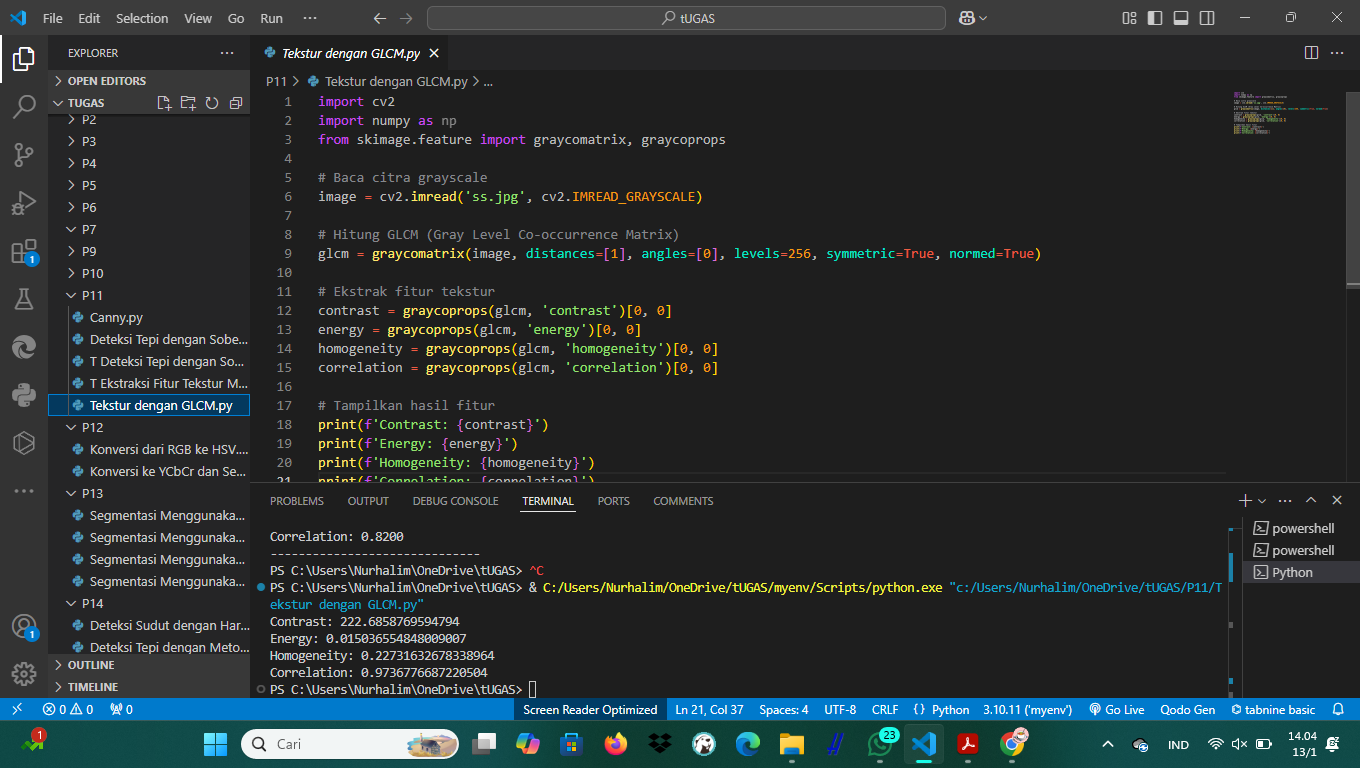 File Edit Selection View Go Run ··· tUGAS
EXPLORER ···
OPEN EDITORS
TUGAS
P2
P3
P4
P5
P6
P7
P9
P10
P11
Canny.py
Deteksi Tepi dengan Sobe...
T Deteksi Tepi dengan So...
T Ekstraksi Fitur Tekstur M...
Tekstur dengan GLCM.py
P12
Konversi dari RGB ke HSV....
Konversi ke YCbCr dan Se...
P13
Segmentasi Menggunaka...
Segmentasi Menggunaka...
Segmentasi Menggunaka...
Segmentasi Menggunaka...
P14
Deteksi Sudut dengan Har...
Deteksi Tepi dengan Meto...
OUTLINE
TIMELINE
1
1
Tekstur dengan GLCM.py
P11 > Tekstur dengan GLCM.py > ...
1 import cv2
2 import numpy as np
3 from skimage.feature import graycomatrix, graycoprops
4
5 # Baca citra grayscale
6 image = cv2.imread('ss.jpg', cv2.IMREAD_GRAYSCALE)
7
8 # Hitung GLCM (Gray Level Co-occurrence Matrix)
9 glcm = graycomatrix(image, distances=[1], angles=[0], levels=256, symmetric=True, normed=True)
10
11 # Ekstrak fitur tekstur
12 contrast = graycoprops(glcm, 'contrast')[0, 0]
13 energy = graycoprops(glcm, 'energy')[0, 0]
14 homogeneity = graycoprops(glcm, 'homogeneity')[0, 0]
15 correlation = graycoprops(glcm, 'correlation')[0, 0]
16
17 # Tampilkan hasil fitur
18 print(f'Contrast: {contrast}')
19 print(f'Energy: {energy}')
20 print(f'Homogeneity: {homogeneity}')
21 print(f'Correlation: {correlation}')
PROBLEMS OUTPUT DEBUG CONSOLE TERMINAL PORTS COMMENTS
Correlation: 0.8200
------------------------------
PS C:\Users\Nurhalim\OneDrive\tUGAS> ^C
PS C:\Users\Nurhalim\OneDrive\tUGAS> & C:/Users/Nurhalim/OneDrive/tUGAS/myenv/Scripts/python.exe "c:/Users/Nurhalim/OneDrive/tUGAS/P11/T
ekstur dengan GLCM.py"
Contrast: 222.6858769594794
Energy: 0.015036554848009007
Homogeneity: 0.22731632678338964
Correlation: 0.9736776687220504
PS C:\Users\Nurhalim\OneDrive\tUGAS>
powershell
powershell
Python
0 0 0 Screen Reader Optimized Ln 21, Col 37 Spaces: 4 UTF-8 CRLF {} Python 3.10.11 ('myenv') Go Live Qodo Gen tabnine basic
1 Cari 23 IND 14.04
13/1